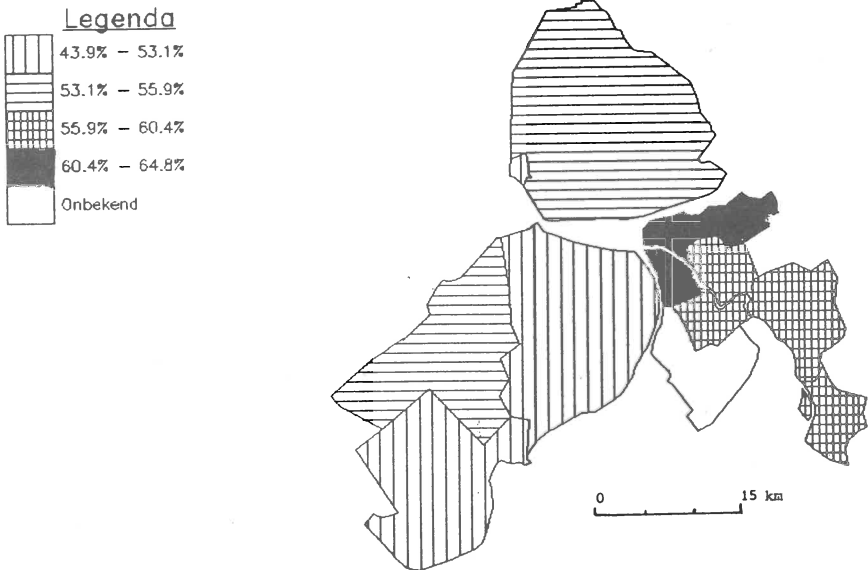 Legenda
43.9% – 53.1%
53.1% – 55.9%
55.9% – 60.4%
60.4% – 64.8%
Onbekend
0 15 km